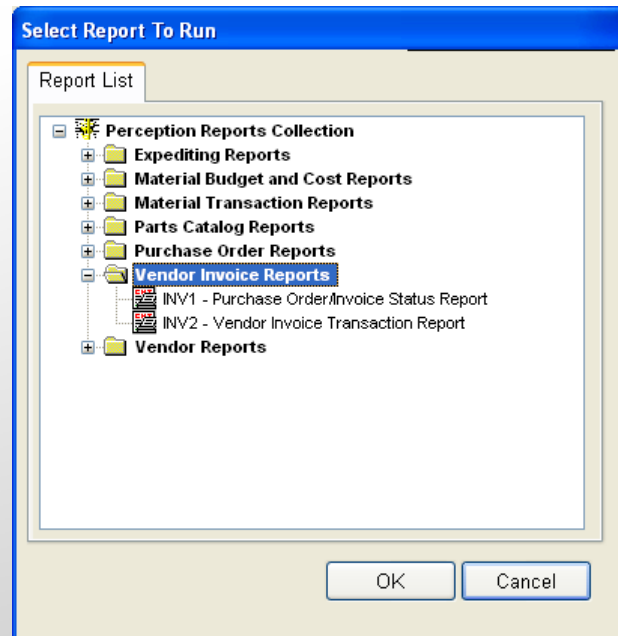 Select Report To Run
Report List
Perception Reports Collection
Expediting Reports
Material Budget and Cost Reports
Material Transaction Reports
Parts Catalog Reports
Purchase Order Reports
Vendor Invoice Reports
INV1 - Purchase Order/Invoice Status Report
INV2 - Vendor Invoice Transaction Report
Vendor Reports
OK Cancel